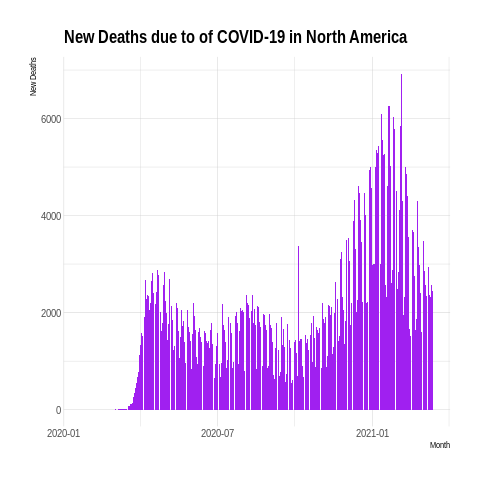 New Deaths due to of COVID-19 in North America
New Deaths
6000
4000
2000
0
2020-01
2020-07
2021-01
Month